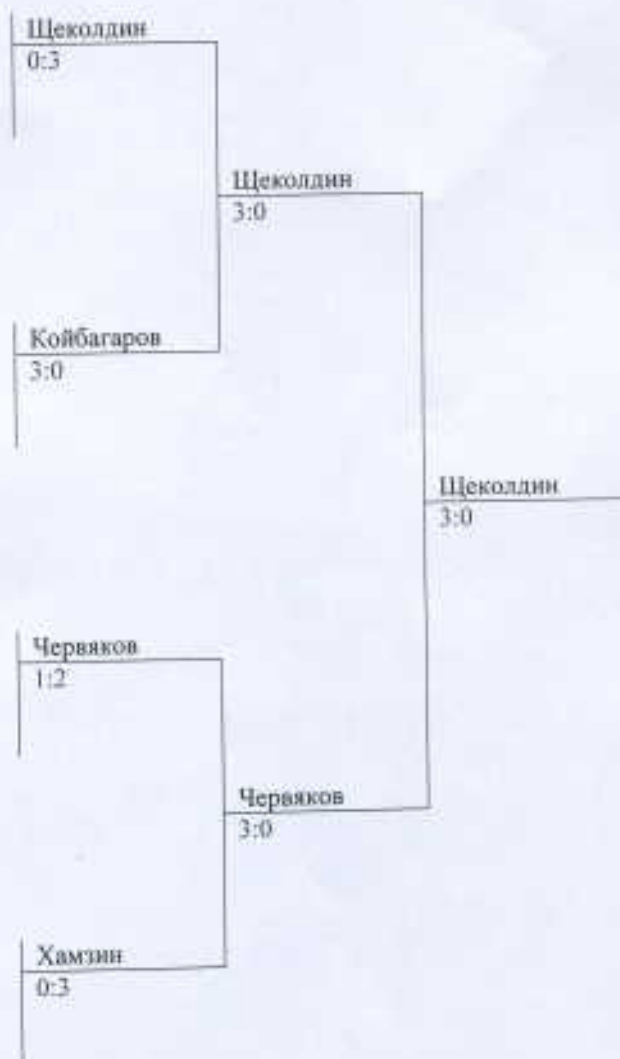 Щеколдин
0:3
Щеколдин
3:0
Койбагаров
3:0
Щеколдин
3:0
Червяков
1:2
Червяков
3:0
Хамзин
0:3